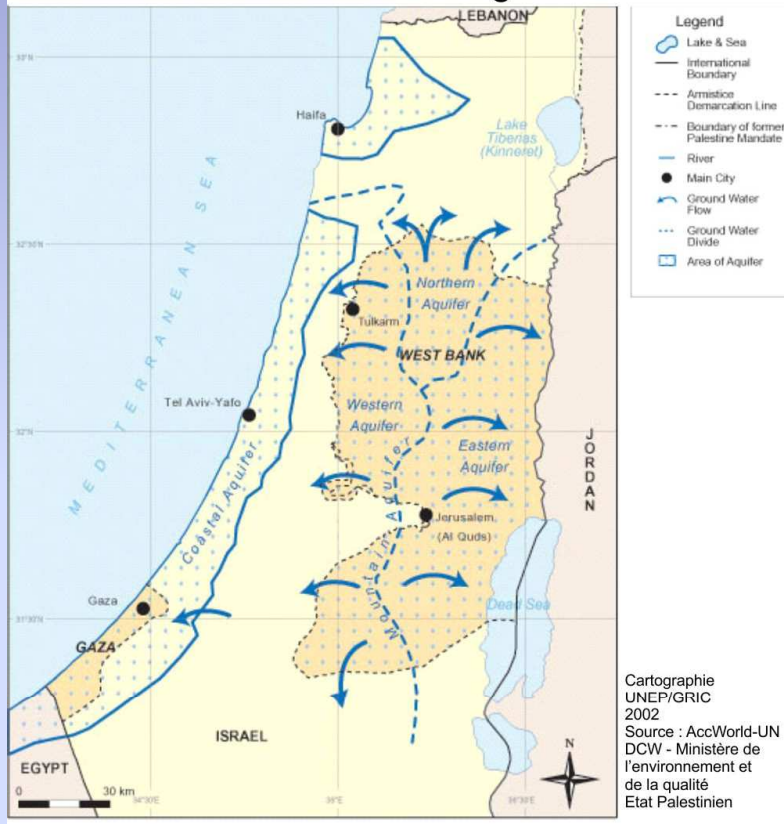 LEBANON
Haifa
Lake
Tiberias
(Kinneret)
Northern
Aquifer
Tulkarm
WEST BANK
Western
Aquifer
Eastern
Aquifer
Mountain Aquifer
Tel Aviv-Yafo
MEDITERRANEAN SEA
Coastal Aquifer
JORDAN
Jerusalem
(Al Quds)
Dead Sea
Gaza
GAZA
ISRAEL
EGYPT
0 30 km
N
Legend
Lake & Sea
International
Boundary
Armistice
Demarcation Line
Boundary of former
Palestine Mandate
River
Main City
Ground Water
Flow
Ground Water
Divide
Area of Aquifer
Cartographie
UNEP/GRIC
2002
Source : AccWorld-UN
DCW - Ministère de
l'environnement et
de la qualité
Etat Palestinien